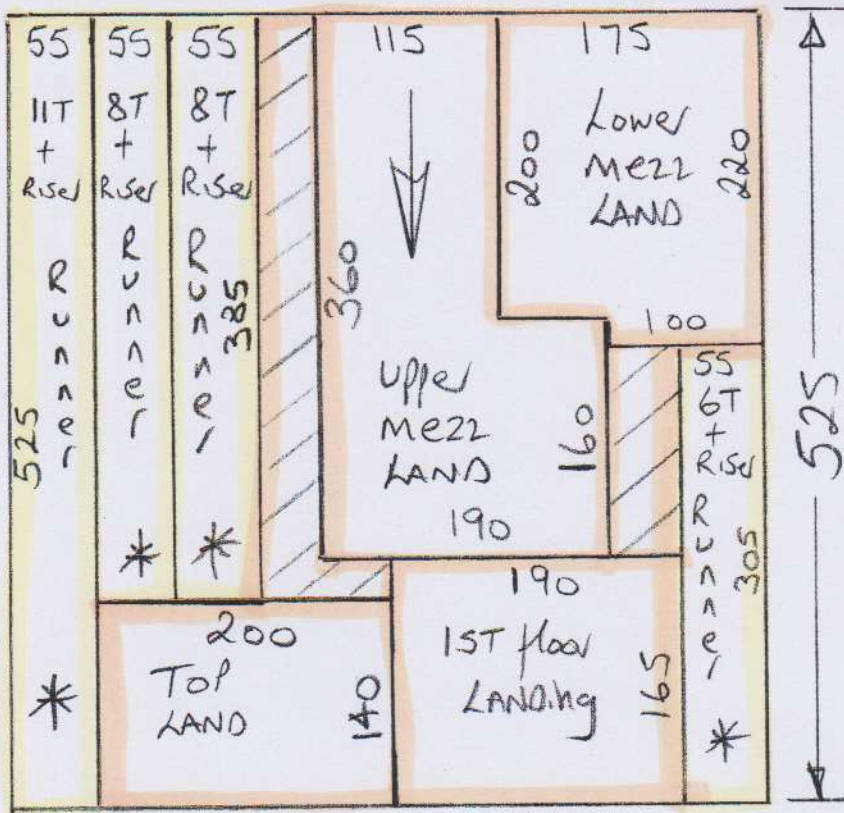 55
11T
+
Riser
Runner
525
*
55
8T
+
Riser
Runner
*
55
8T
+
Riser
Runner
385
*
115
360
Upper
Mezz
LAND
160
190
175
Lower
Mezz
LAND
200
220
100
55
6T
+
Riser
Runner
305
*
200
Top
LAND
140
190
1ST floor
LANDing
165
525